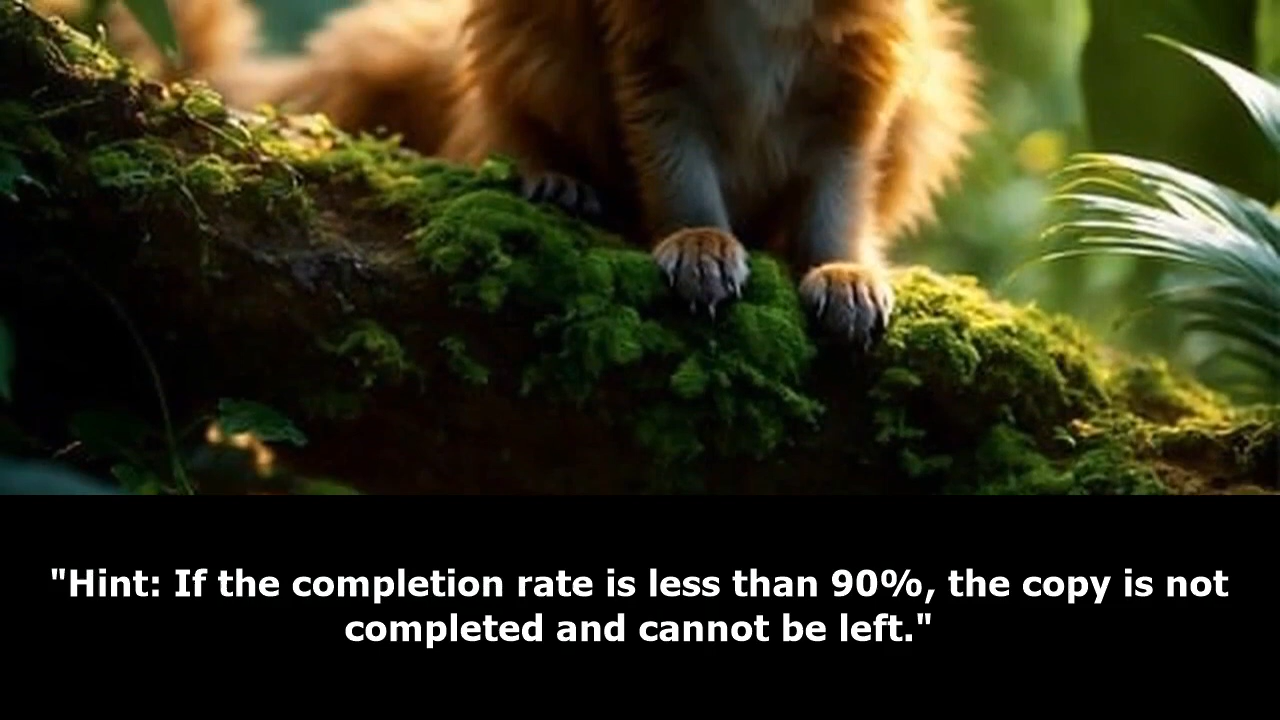 "Hint: If the completion rate is less than 90%, the copy is not
completed and cannot be left."